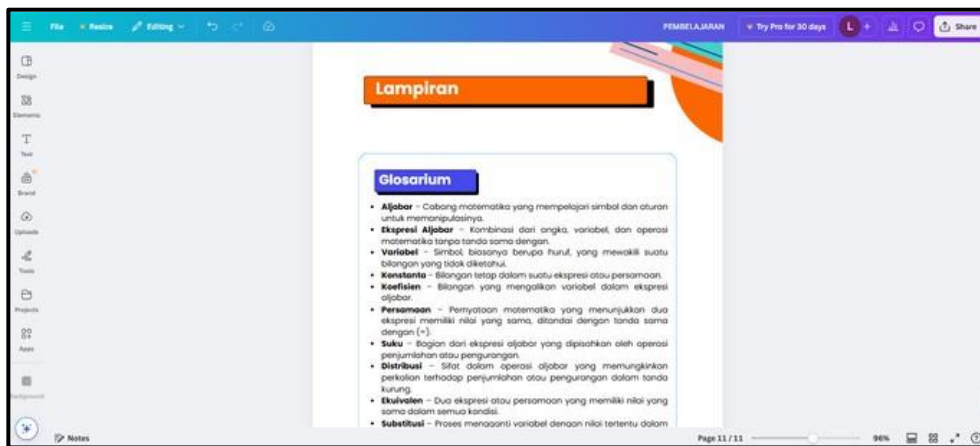 File Resize Editing PEMBELAJARAN Try Pro for 30 days L + Share
Design
Elements
Text
Brand
Uploads
Tools
Projects
Apps
Background
Lampiran
Glosarium
• Aljabar – Cabang matematika yang mempelajari simbol dan aturan
untuk memanipulasinya.
• Ekspresi Aljabar – Kombinasi dari angka, variabel, dan operasi
matematika tanpa tanda sama dengan.
• Variabel – Simbol, biasanya berupa huruf, yang mewakili suatu
bilangan yang tidak diketahui.
• Konstanta – Bilangan tetap dalam suatu ekspresi atau persamaan.
• Koefisien – Bilangan yang mengalikan variabel dalam ekspresi
aljabar.
• Persamaan – Pernyataan matematika yang menunjukkan dua
ekspresi memiliki nilai yang sama, ditandai dengan tanda sama
dengan (=).
• Suku – Bagian dari ekspresi aljabar yang dipisahkan oleh operasi
penjumlahan atau pengurangan.
• Distribusi – Sifat dalam operasi aljabar yang memungkinkan
perkalian terhadap penjumlahan atau pengurangan dalam tanda
kurung.
• Ekuivalen – Dua ekspresi atau persamaan yang memiliki nilai yang
sama dalam semua kondisi.
• Substitusi – Proses mengganti variabel dengan nilai tertentu dalam
Notes Page 11 / 11 96%